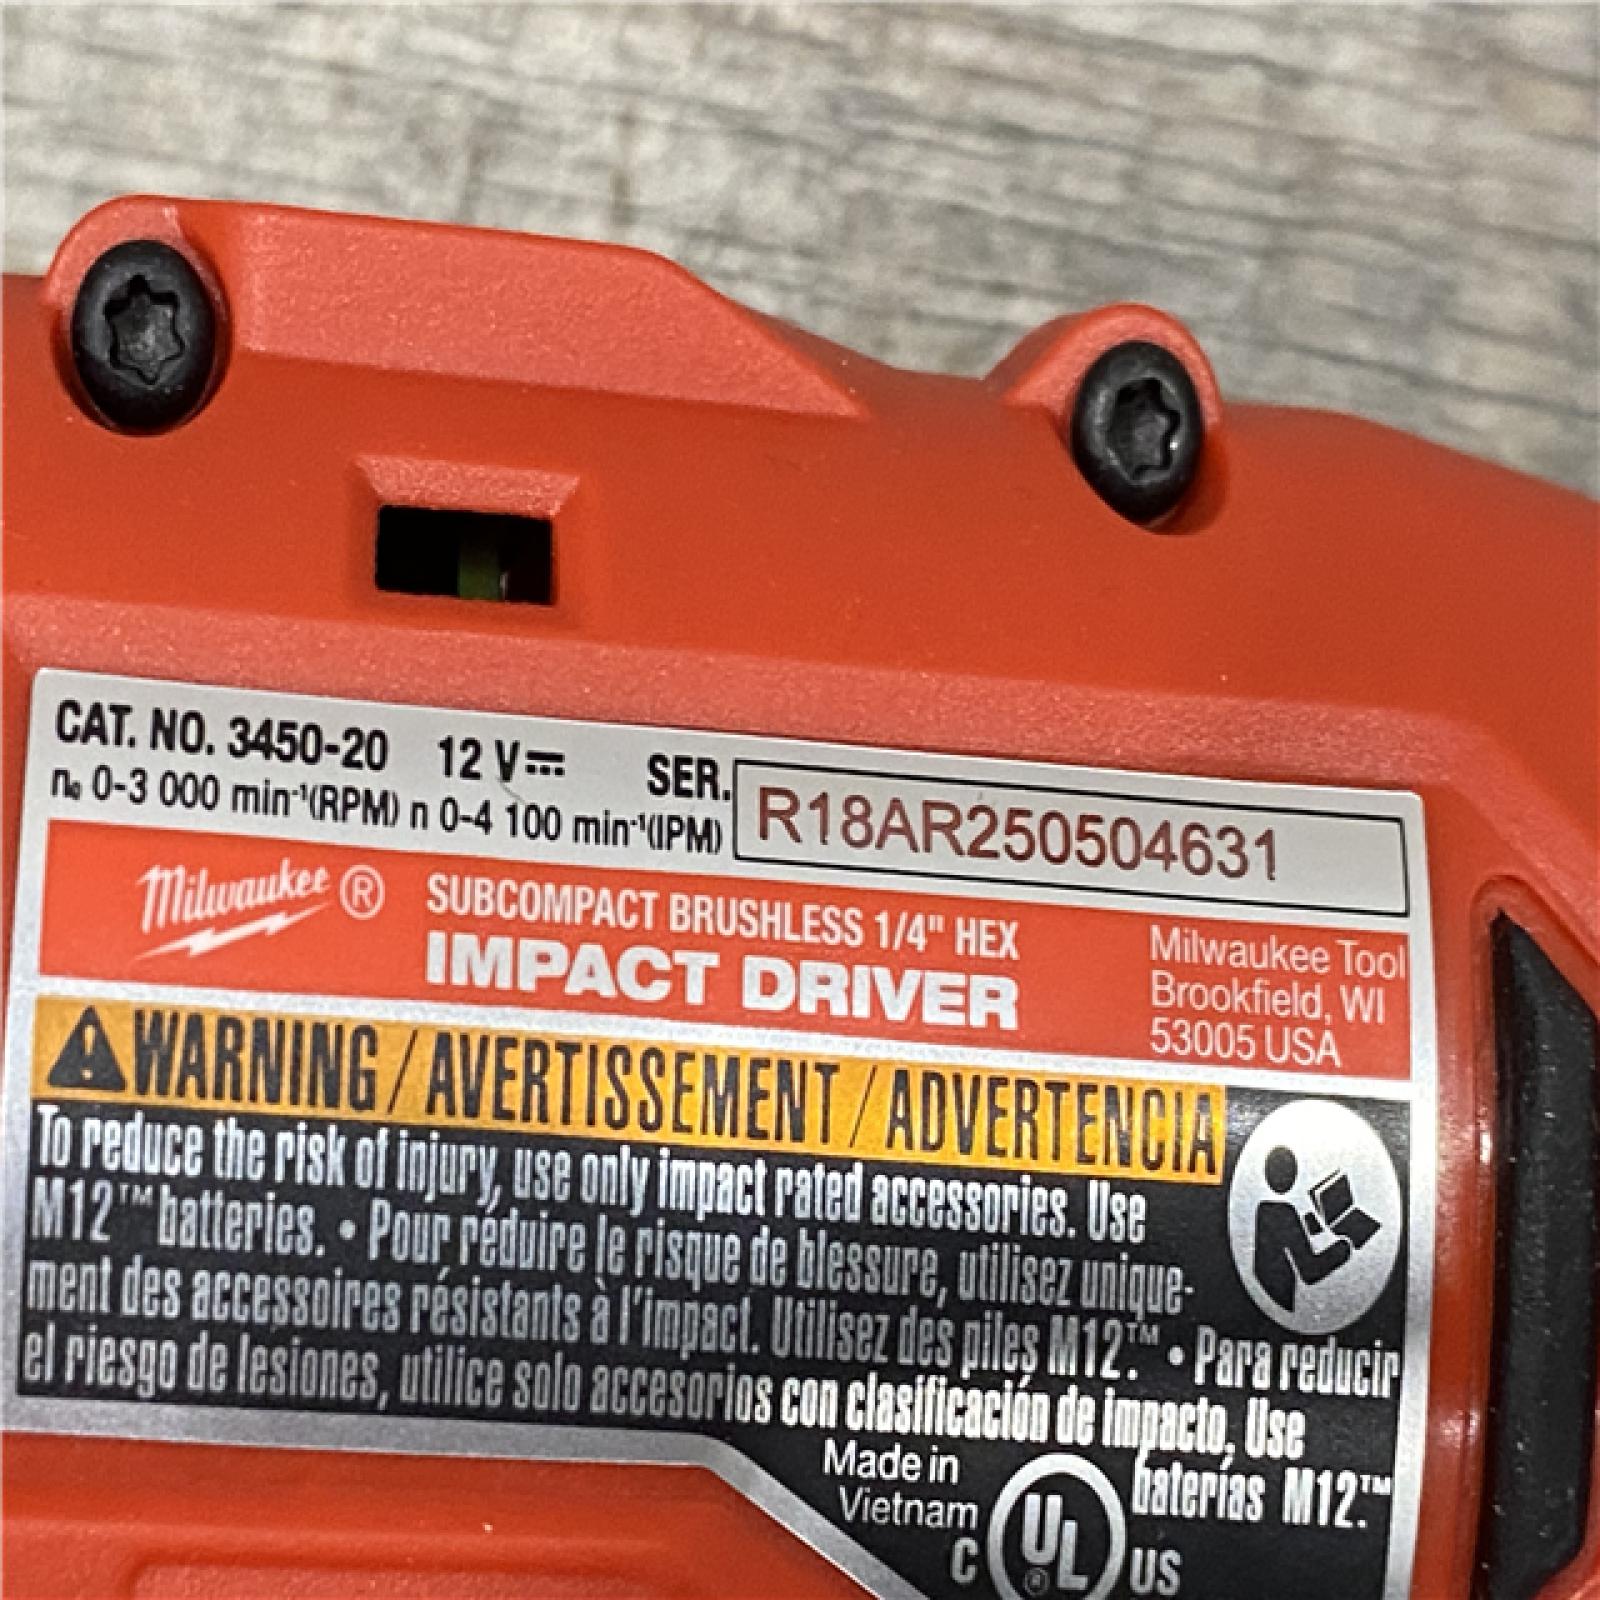 CAT. NO. 3450-20 12 V⎓ SER. R18AR250504631
n₀ 0-3 000 min⁻¹(RPM) n 0-4 100 min⁻¹(IPM)
Milwaukee ® SUBCOMPACT BRUSHLESS 1/4" HEX
IMPACT DRIVER
Milwaukee Tool
Brookfield, WI
53005 USA
WARNING / AVERTISSEMENT / ADVERTENCIA
To reduce the risk of injury, use only impact rated accessories. Use
M12™ batteries. • Pour réduire le risque de blessure, utilisez unique-
ment des accessoires résistants à l'impact. Utilisez des piles M12™. • Para reducir
el riesgo de lesiones, utilice solo accesorios con clasificación de impacto. Use
baterías M12™.
Made in
Vietnam
C UL ® US